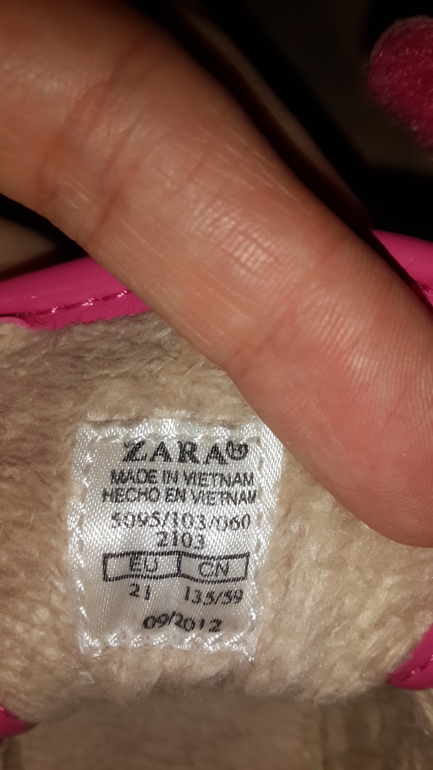 ZARA
MADE IN VIETNAM
HECHO EN VIETNAM
5095/103/060
2103
EU CN
21 135/59
09/2012